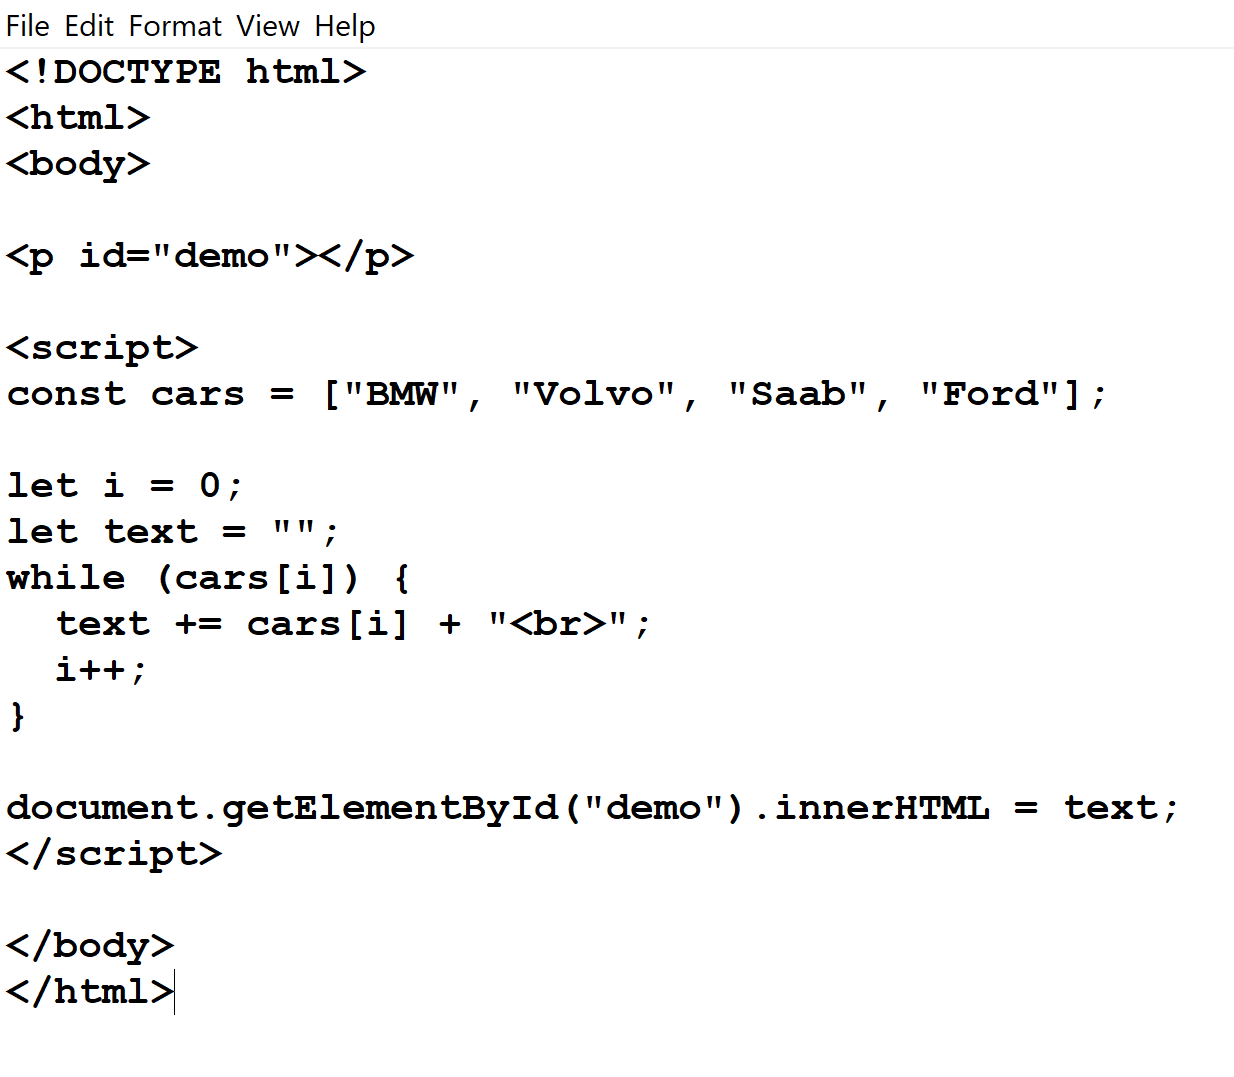 File Edit Format View Help
<!DOCTYPE html>
<html>
<body>

<p id="demo"></p>

<script>
const cars = ["BMW", "Volvo", "Saab", "Ford"];

let i = 0;
let text = "";
while (cars[i]) {
  text += cars[i] + "<br>";
  i++;
}

document.getElementById("demo").innerHTML = text;
</script>

</body>
</html>